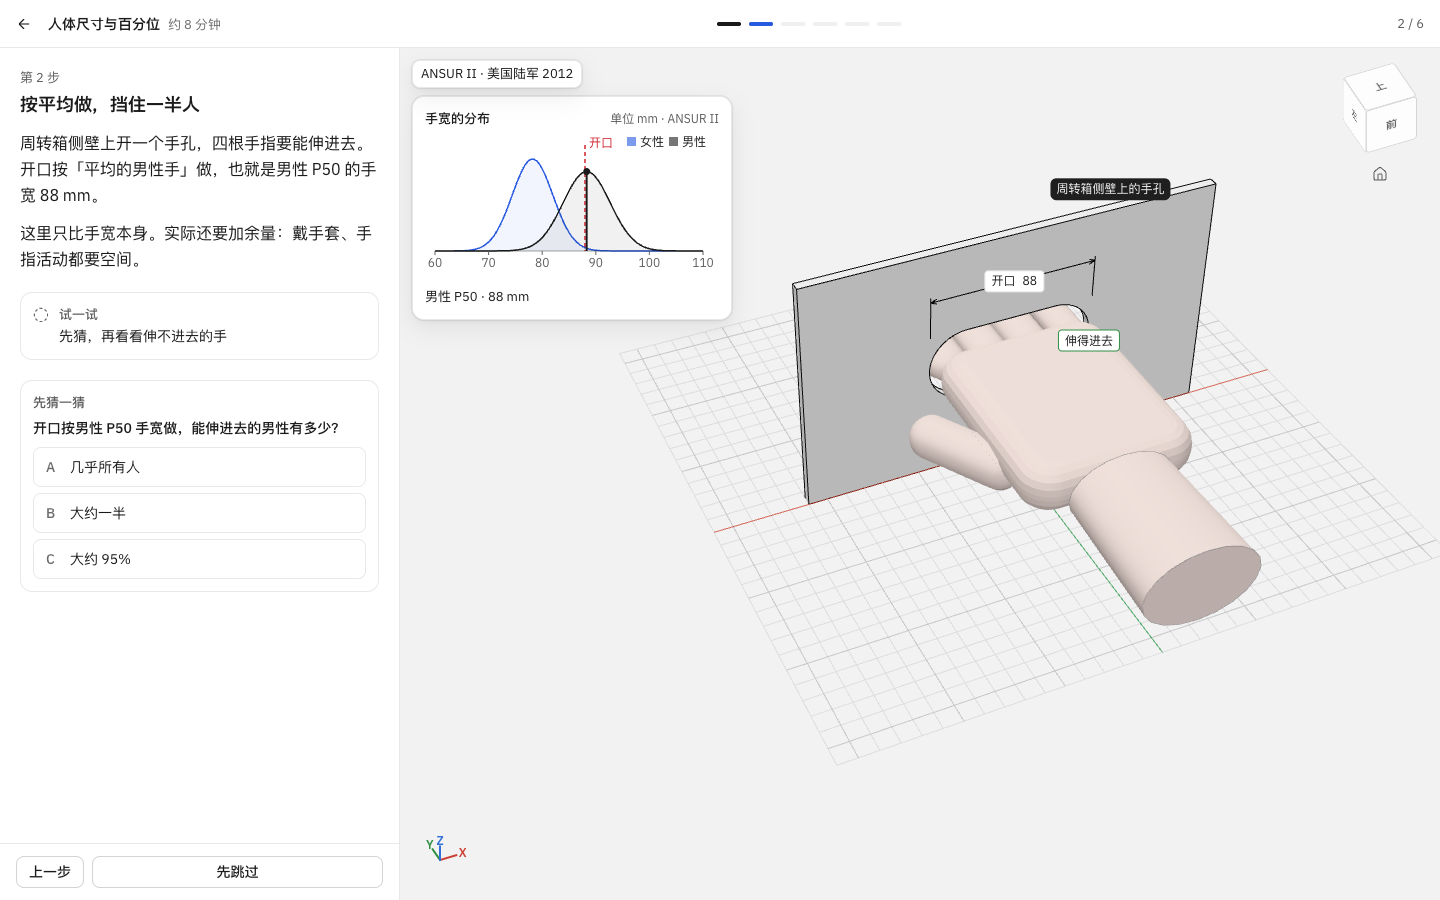 人体尺寸与百分位 约 8 分钟
2 / 6
第 2 步
按平均做，挡住一半人
周转箱侧壁上开一个手孔，四根手指要能伸进去。
开口按「平均的男性手」做，也就是男性 P50 的手
宽 88 mm。
这里只比手宽本身。实际还要加余量：戴手套、手
指活动都要空间。
试一试
先猜，再看看伸不进去的手
先猜一猜
开口按男性 P50 手宽做，能伸进去的男性有多少？
A 几乎所有人
B 大约一半
C 大约 95%
上一步
先跳过
ANSUR II · 美国陆军 2012
手宽的分布
单位 mm · ANSUR II
开口
女性 男性
60 70 80 90 100 110
男性 P50 · 88 mm
周转箱侧壁上的手孔
开口 88
伸得进去
上
前
Y Z X